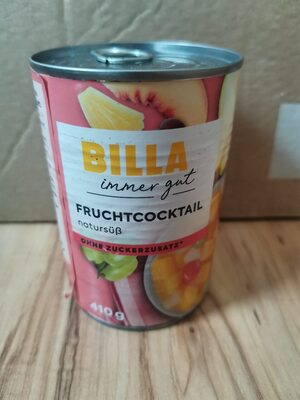 BILLA
immer gut
FRUCHTCOCKTAIL
natursüß
OHNE ZUCKERZUSATZ*
410 g